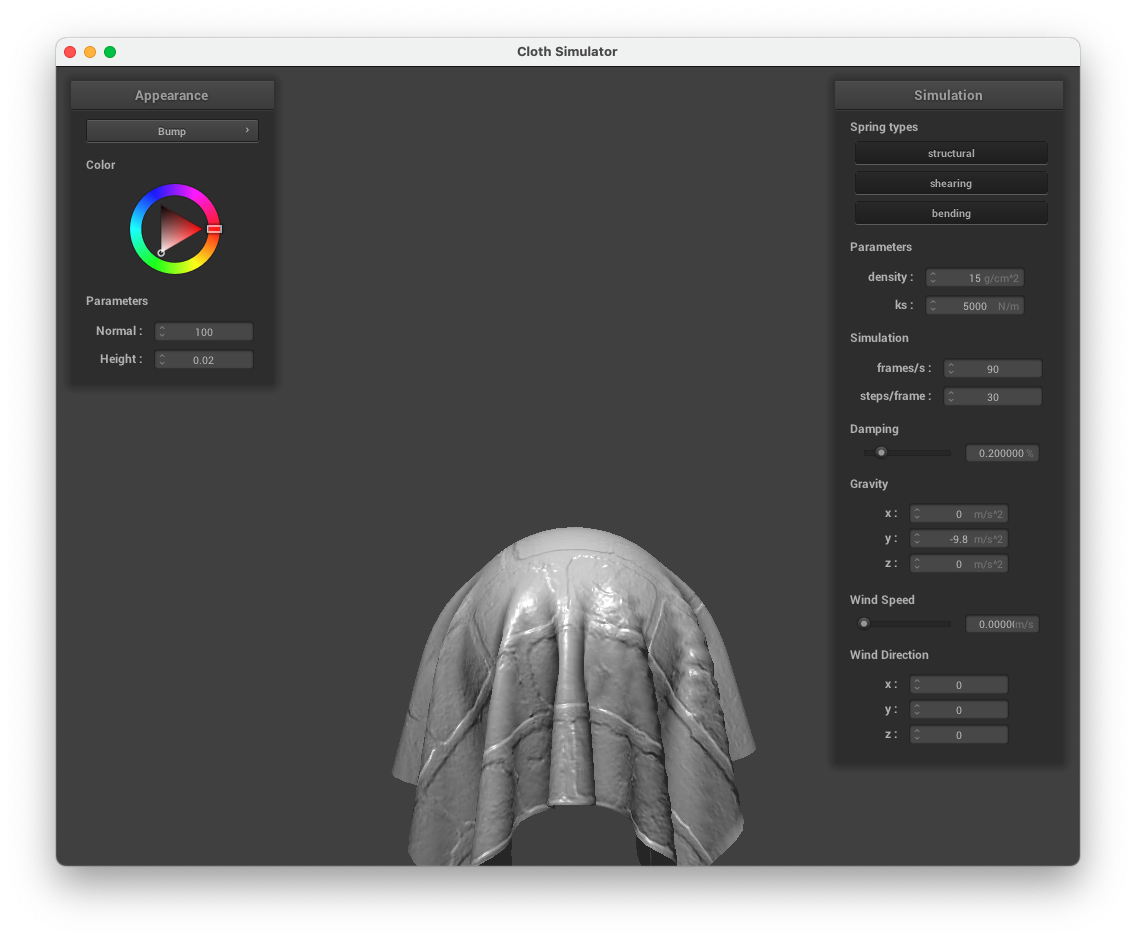 Cloth Simulator
Appearance
Bump
Color
Parameters
Normal : 100
Height : 0.02
Simulation
Spring types
structural
shearing
bending
Parameters
density : 15 g/cm^2
ks : 5000 N/m
Simulation
frames/s : 90
steps/frame : 30
Damping
0.200000 %
Gravity
x : 0 m/s^2
y : -9.8 m/s^2
z : 0 m/s^2
Wind Speed
0.0000 m/s
Wind Direction
x : 0
y : 0
z : 0